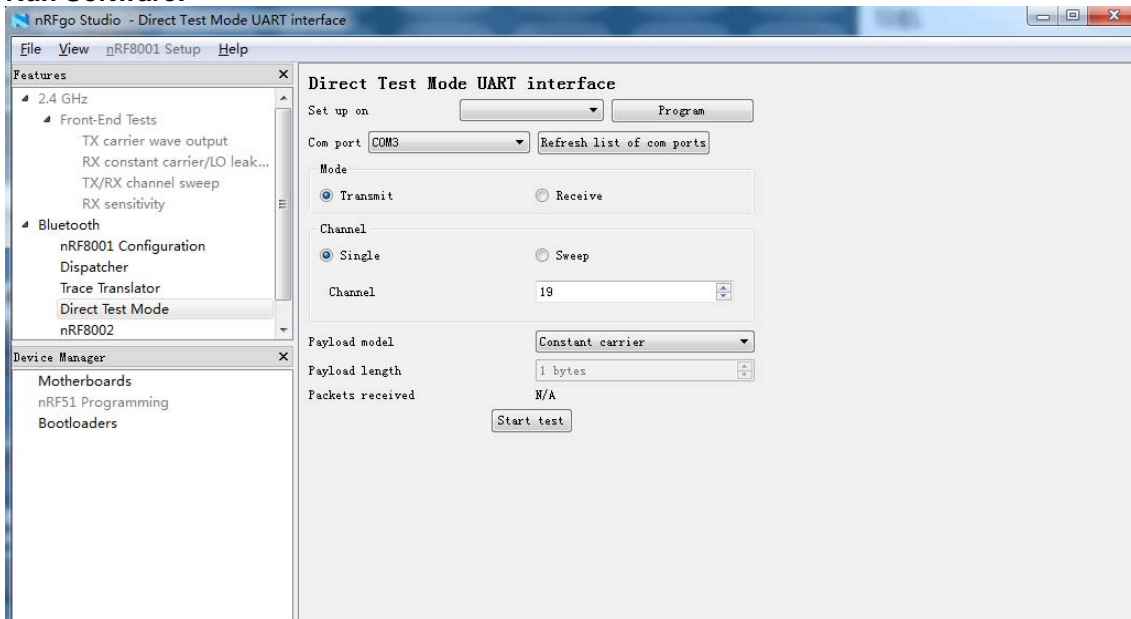 nRFgo Studio - Direct Test Mode UART interface
File View nRF8001 Setup Help
Features
2.4 GHz
Front-End Tests
TX carrier wave output
RX constant carrier/LO leak...
TX/RX channel sweep
RX sensitivity
Bluetooth
nRF8001 Configuration
Dispatcher
Trace Translator
Direct Test Mode
nRF8002
Device Manager
Motherboards
nRF51 Programming
Bootloaders
Direct Test Mode UART interface
Set up on Program
Com port COM3 Refresh list of com ports
Mode
Transmit Receive
Channel
Single Sweep
Channel 19
Payload model Constant carrier
Payload length 1 bytes
Packets received N/A
Start test